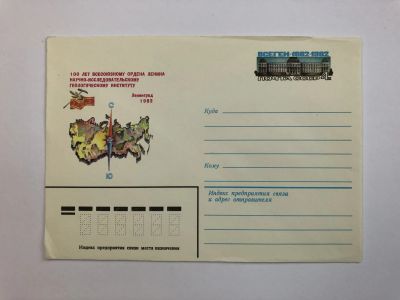 100 ЛЕТ ВСЕСОЮЗНОМУ ОРДЕНА ЛЕНИНА
НАУЧНО-ИССЛЕДОВАТЕЛЬСКОМУ
ГЕОЛОГИЧЕСКОМУ ИНСТИТУТУ
Ленинград
1982
С
Ю
ВСЕГЕИ·1882·1982
Куда
Кому
Индекс предприятия связи
и адрес отправителя
Индекс предприятия связи места назначения